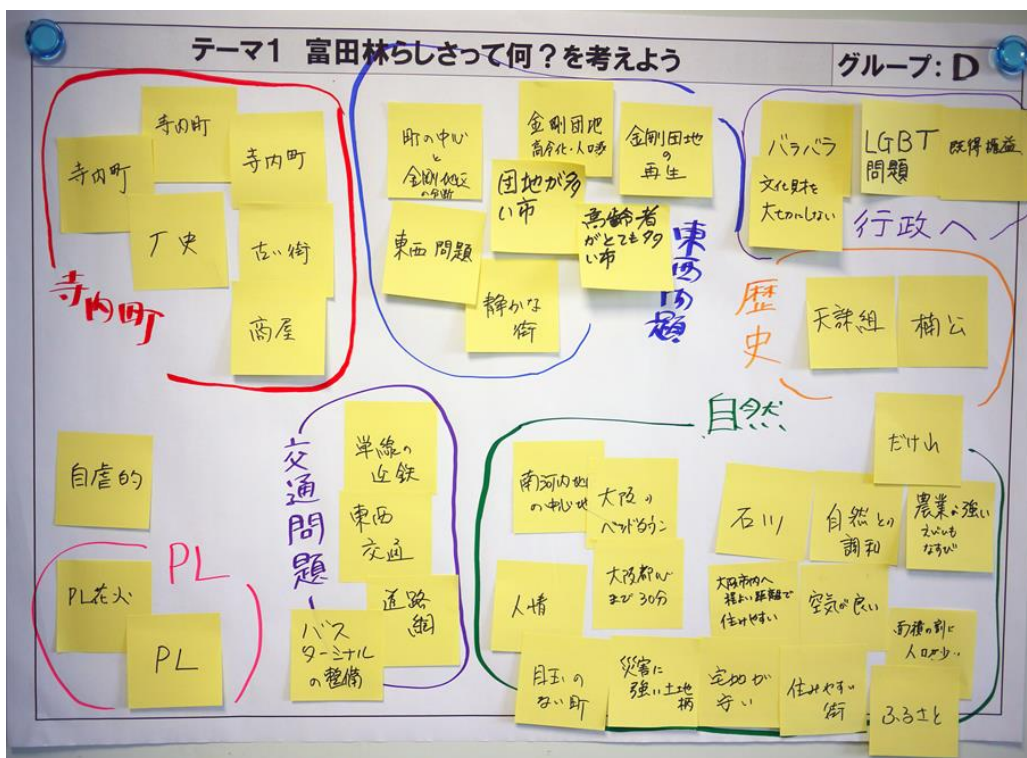 テーマ1 富田林らしさって何？を考えよう
グループ：D
寺内町
寺内町
寺内町
寺内町
古い街
商屋
町の中心
と
金剛地区
の分断
金剛団地
高令化・人口減
金剛団地
の
再生
団地が多
い市
東西問題
高齢者
がとても多
い市
静かな
街
東西問題
バラバラ
LGBT
問題
既得権益
文化財を
大切にしない
行政へ
歴史
天誅組
楠公
自虐的
PL
PL花火
PL
交通問題
単線の
近鉄
東西
交通
道路
網
バス
ターミナル
の整備
自然
だけれ
南河内地
の中心地
大阪の
ベッドタウン
石川
自然との
調和
農業が強い
えびいも
なすび
人情
大阪都心
まで30分
大阪市内へ
程よい距離で
住みやすい
空気が良い
面積の割に
人口が少い
目玉の
ない町
災害に
強い土地
柄
宅地が
安い
住みやすい
街
ふるさと